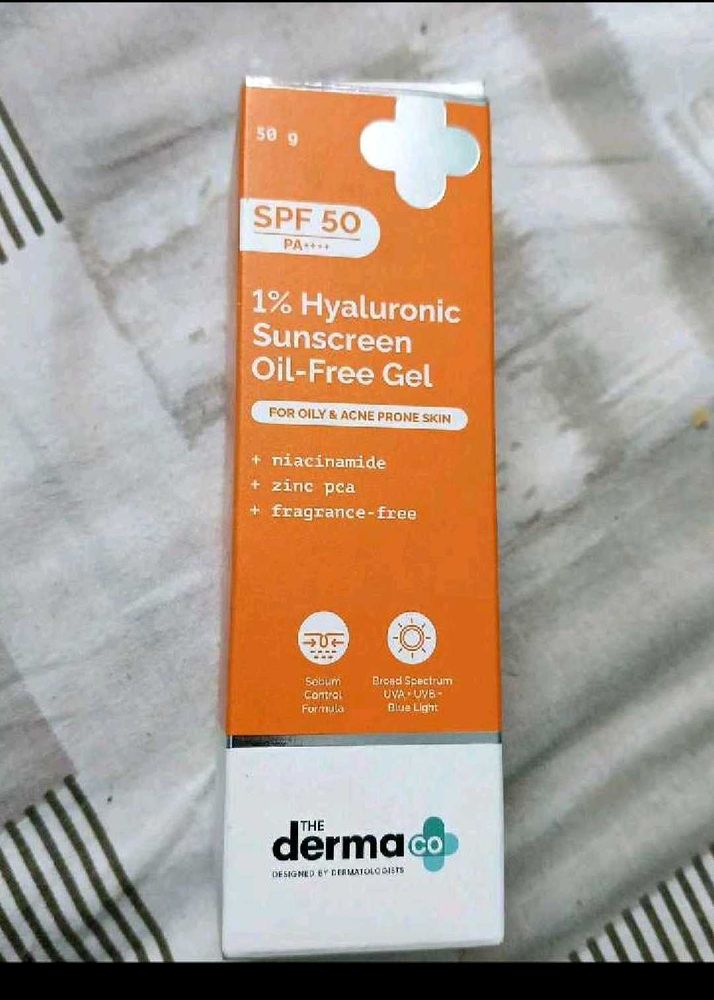 50 g
SPF 50
PA++++
1% Hyaluronic
Sunscreen
Oil-Free Gel
FOR OILY & ACNE PRONE SKIN
+ niacinamide
+ zinc pca
+ fragrance-free
Sebum
Control
Formula
Broad Spectrum
UVA + UVB +
Blue Light
THE
derma co
DESIGNED BY DERMATOLOGISTS